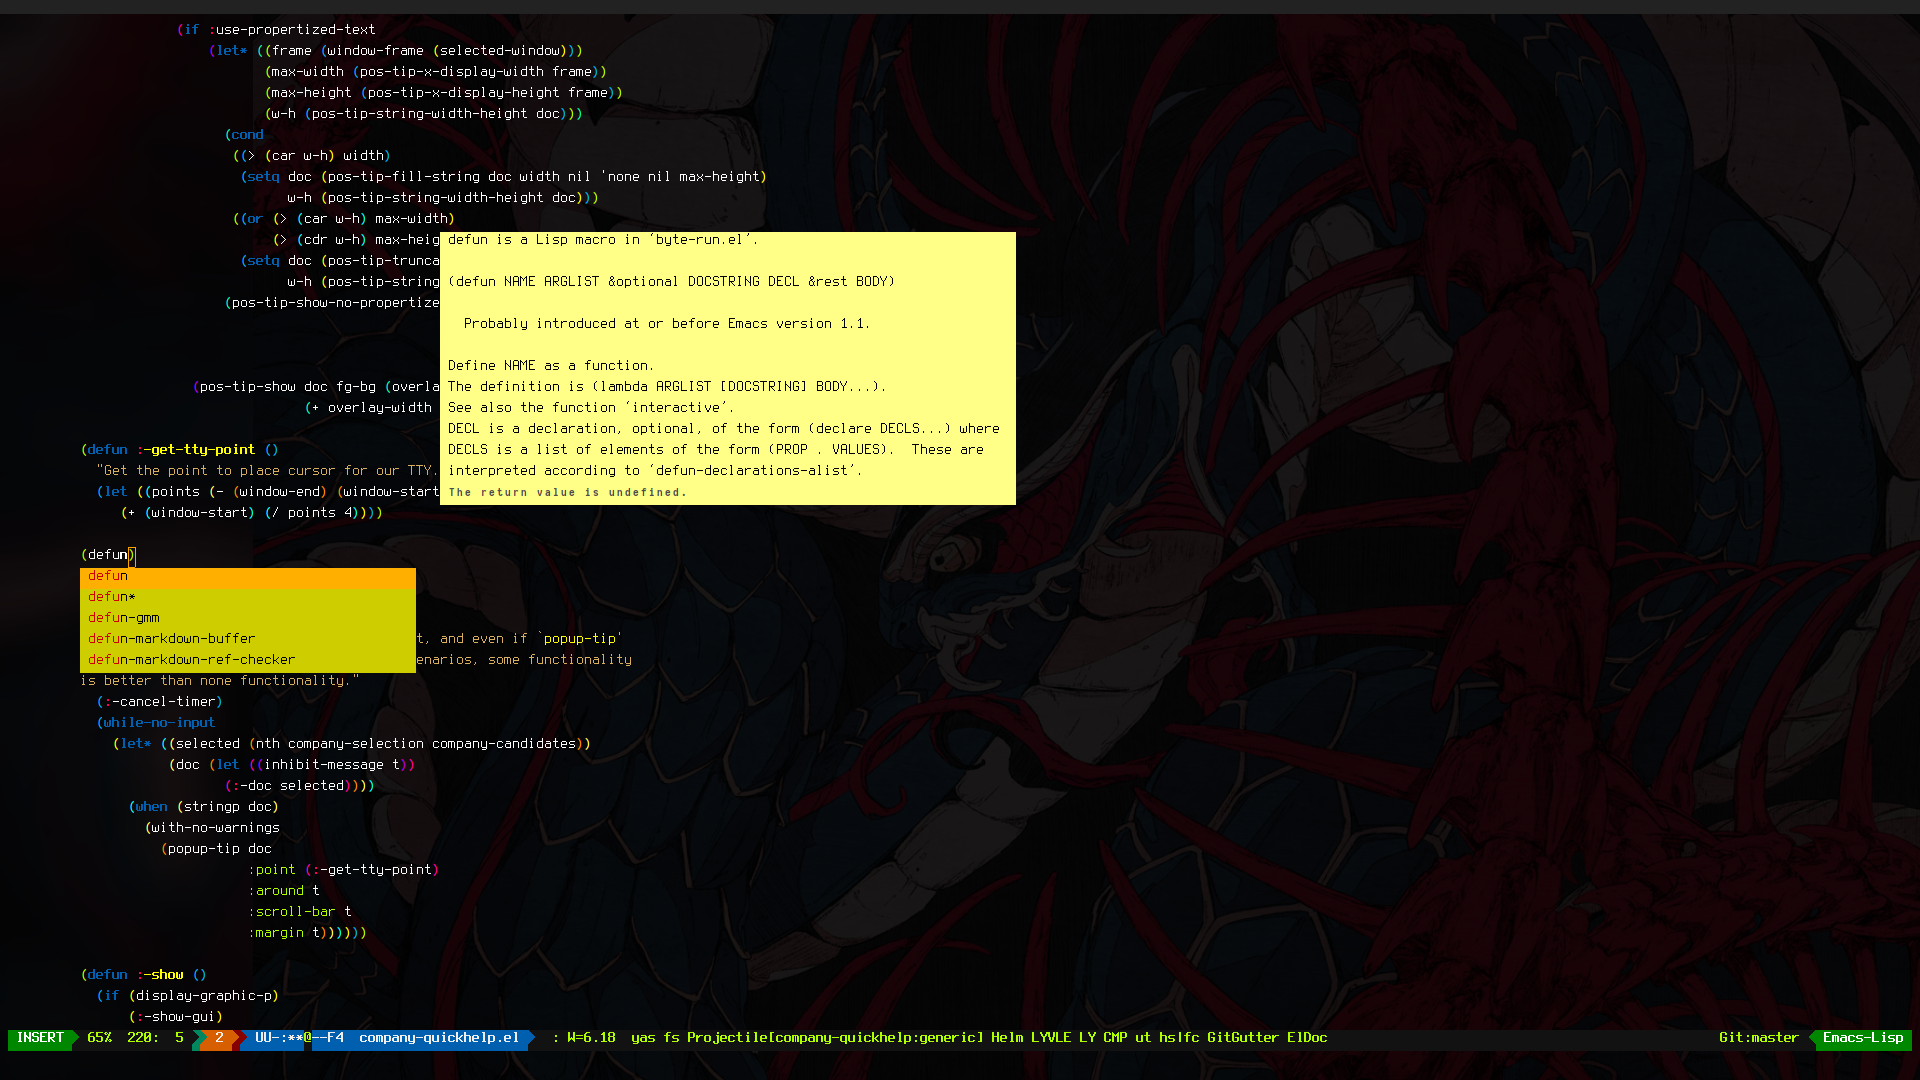 (if :use-propertized-text
(let* ((frame (window-frame (selected-window)))
(max-width (pos-tip-x-display-width frame))
(max-height (pos-tip-x-display-height frame))
(w-h (pos-tip-string-width-height doc)))
(cond
((> (car w-h) width)
(setq doc (pos-tip-fill-string doc width nil 'none nil max-height)
w-h (pos-tip-string-width-height doc)))
((or (> (car w-h) max-width)
(> (cdr w-h) max-heig
(setq doc (pos-tip-trunca
w-h (pos-tip-string
(pos-tip-show-no-propertize
defun is a Lisp macro in ‘byte-run.el’.
(defun NAME ARGLIST &optional DOCSTRING DECL &rest BODY)
Probably introduced at or before Emacs version 1.1.
Define NAME as a function.
The definition is (lambda ARGLIST [DOCSTRING] BODY...).
See also the function ‘interactive’.
DECL is a declaration, optional, of the form (declare DECLS...) where
DECLS is a list of elements of the form (PROP . VALUES).  These are
interpreted according to ‘defun-declarations-alist’.
The return value is undefined.
(pos-tip-show doc fg-bg (overla
(+ overlay-width
(defun :-get-tty-point ()
"Get the point to place cursor for our TTY.
(let ((points (- (window-end) (window-start
(+ (window-start) (/ points 4))))
(defun)
defun
defun*
defun-gmm
defun-markdown-buffer
defun-markdown-ref-checker
t, and even if `popup-tip'
enarios, some functionality
is better than none functionality."
(:-cancel-timer)
(while-no-input
(let* ((selected (nth company-selection company-candidates))
(doc (let ((inhibit-message t))
(:-doc selected))))
(when (stringp doc)
(with-no-warnings
(popup-tip doc
:point (:-get-tty-point)
:around t
:scroll-bar t
:margin t))))))
(defun :-show ()
(if (display-graphic-p)
(:-show-gui)
INSERT 65% 220: 5 2 UU-:**@--F4 company-quickhelp.el : W=6.18 yas fs Projectile[company-quickhelp:generic] Helm LYVLE LY CMP ut hslfc GitGutter ElDoc Git:master Emacs-Lisp